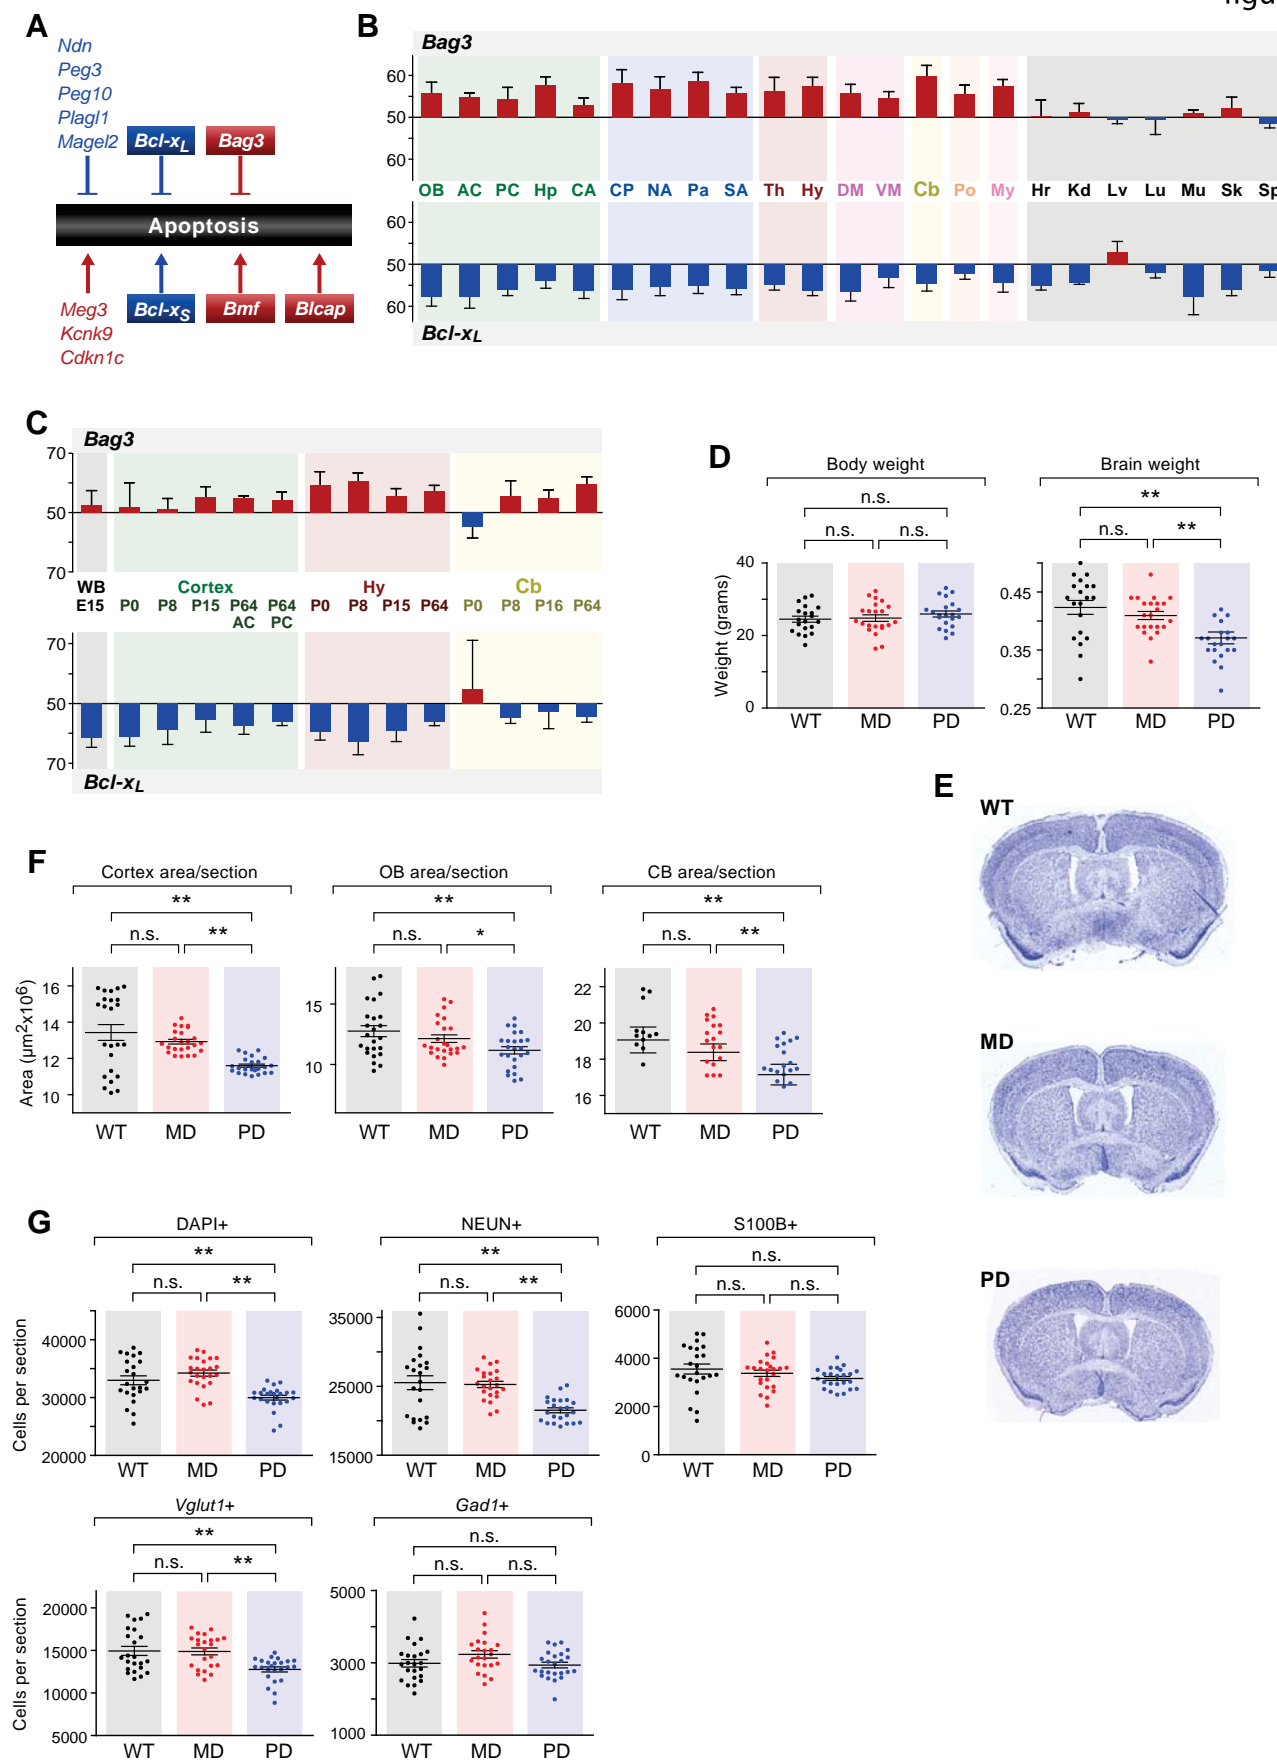 figu
A
Ndn
Peg3
Peg10
Plagl1
Magel2
Bcl-xL
Bag3
Apoptosis
Meg3
Kcnk9
Cdkn1c
Bcl-xS
Bmf
Blcap
B
Bag3
60
50
60
OB AC PC Hp CA CP NA Pa SA Th Hy DM VM Cb Po My Hr Kd Lv Lu Mu Sk Sp
60
50
60
Bcl-xL
C
Bag3
70
50
70
WB Cortex Hy Cb
E15 P0 P8 P15 P64 P64 P0 P8 P15 P64 P0 P8 P16 P64
AC PC
70
50
70
Bcl-xL
D
Body weight
n.s.
n.s. n.s.
Weight (grams)
40
20
0
WT MD PD
Brain weight
**
n.s. **
0.45
0.35
0.25
WT MD PD
E
WT
MD
PD
F
Cortex area/section
**
n.s. **
Area (µm²x10⁶)
16
14
12
10
WT MD PD
OB area/section
**
n.s. *
15
10
WT MD PD
CB area/section
**
n.s. **
22
20
18
16
WT MD PD
G
DAPI+
**
n.s. **
Cells per section
40000
30000
20000
WT MD PD
NEUN+
**
n.s. **
35000
25000
15000
WT MD PD
S100B+
n.s.
n.s. n.s.
6000
4000
2000
0
WT MD PD
Vglut1+
**
n.s. **
Cells per section
20000
15000
10000
5000
WT MD PD
Gad1+
n.s.
n.s. n.s.
5000
3000
1000
WT MD PD